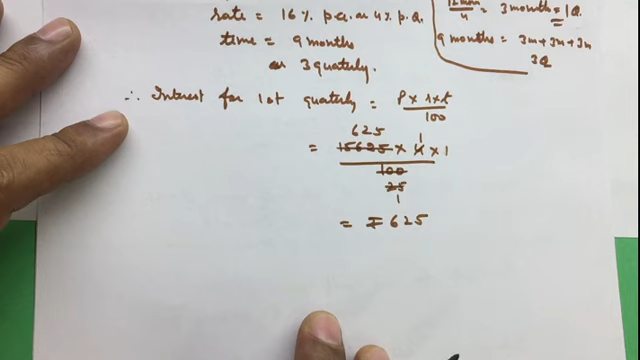 rate = 16% p.a. or 4% p.Q.
time = 9 months
or 3 quaterly.
12 mon/4 = 3 months = 1Q.
9 months = 3m + 3m + 3m
3Q
∴ Interest for 1st quaterly = P x r x t / 100
625 1
= 15625 x 4 x 1
100
25
1
= ₹ 625